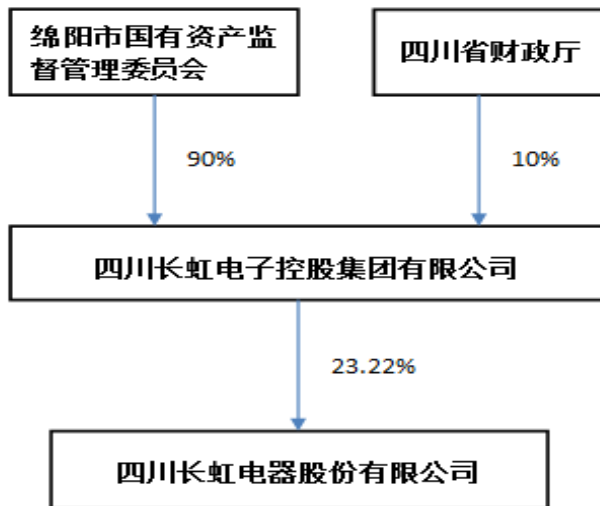 绵阳市国有资产监
督管理委员会
四川省财政厅
90%
10%
四川长虹电子控股集团有限公司
23.22%
四川长虹电器股份有限公司